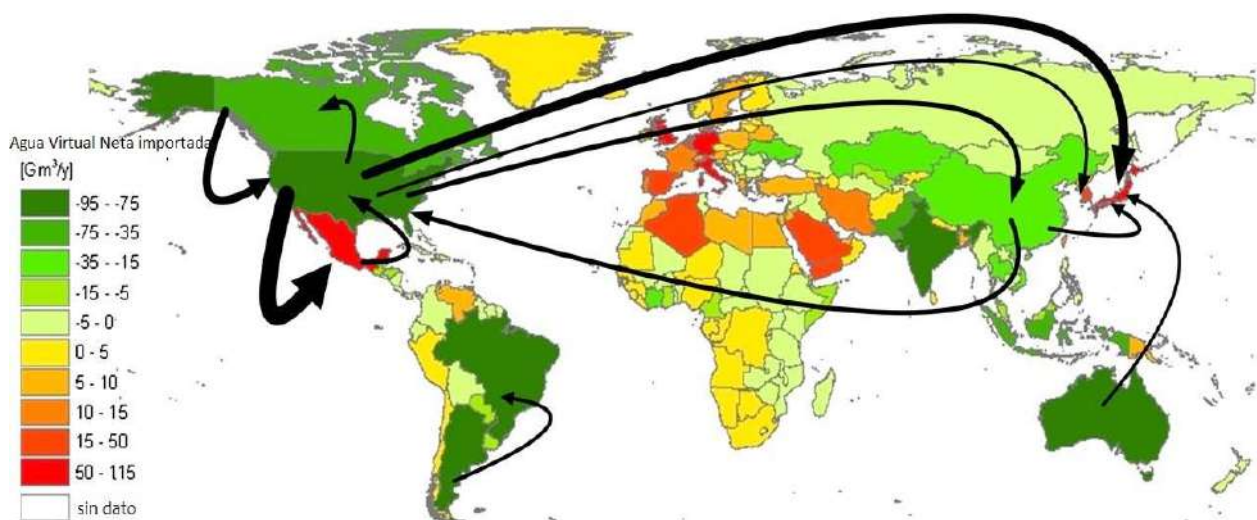 Agua Virtual Neta importada
[Gm³/y]
-95 - -75
-75 - -35
-35 - -15
-15 - -5
-5 - 0
0 - 5
5 - 10
10 - 15
15 - 50
50 - 115
sin dato